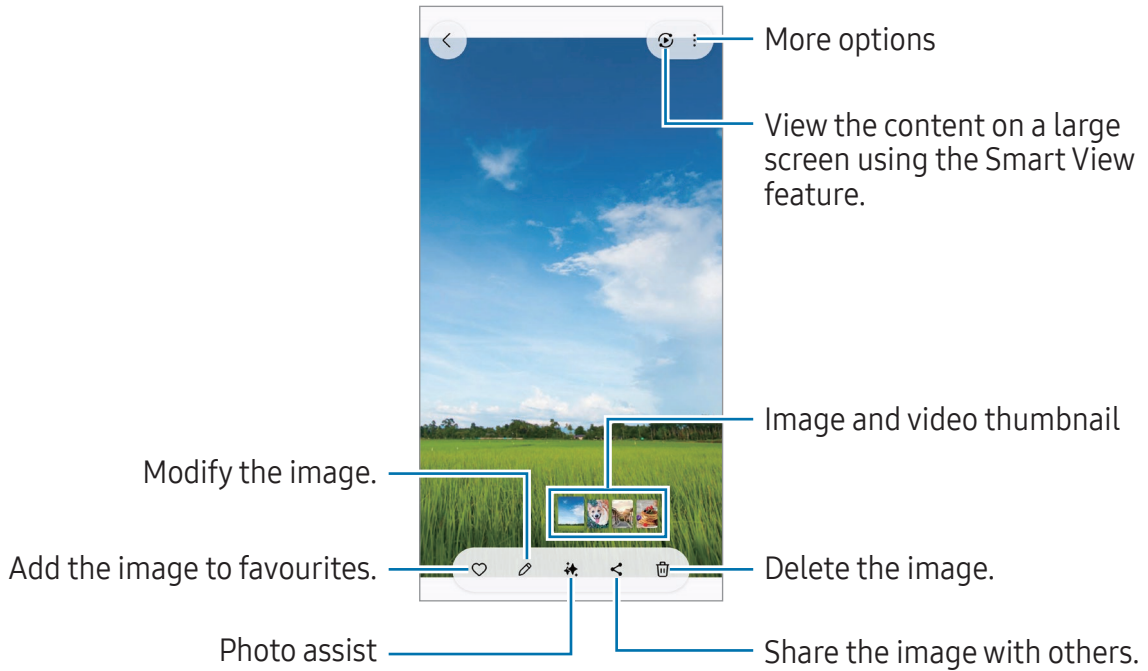 More options
View the content on a large
screen using the Smart View
feature.
Image and video thumbnail
Modify the image.
Add the image to favourites.
Delete the image.
Photo assist
Share the image with others.